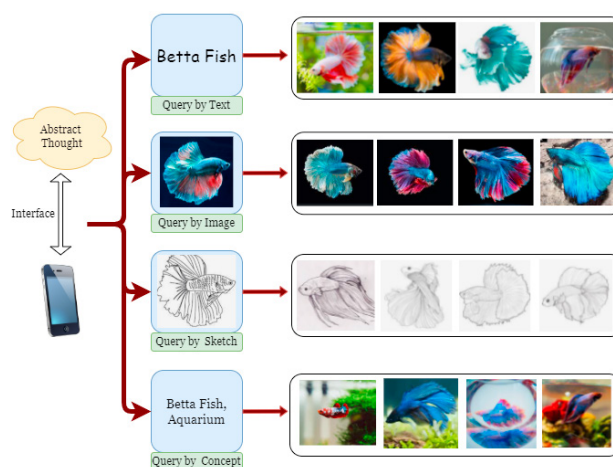 Betta Fish
Query by Text
Abstract
Thought
Interface
Query by Image
Query by Sketch
Betta Fish,
Aquarium
Query by Concept